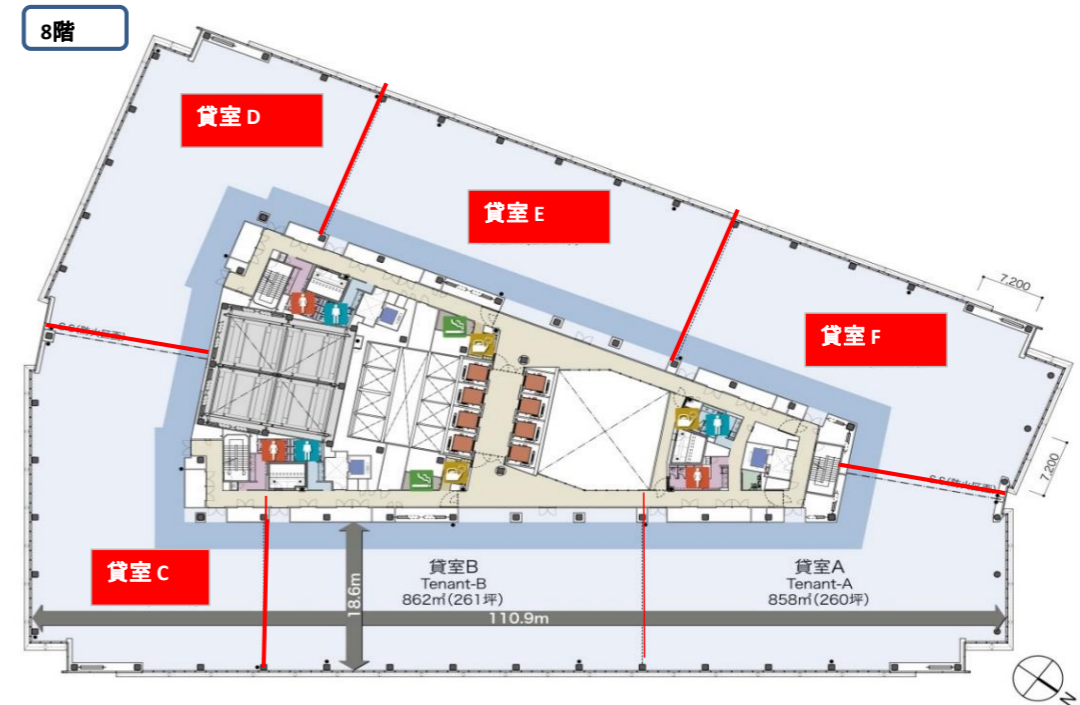 8階
貸室 D
貸室 E
7,200
貸室 F
7,200
貸室 C
貸室B
Tenant-B
862㎡(261坪)
貸室A
Tenant-A
858㎡(260坪)
18.6m
110.9m
N